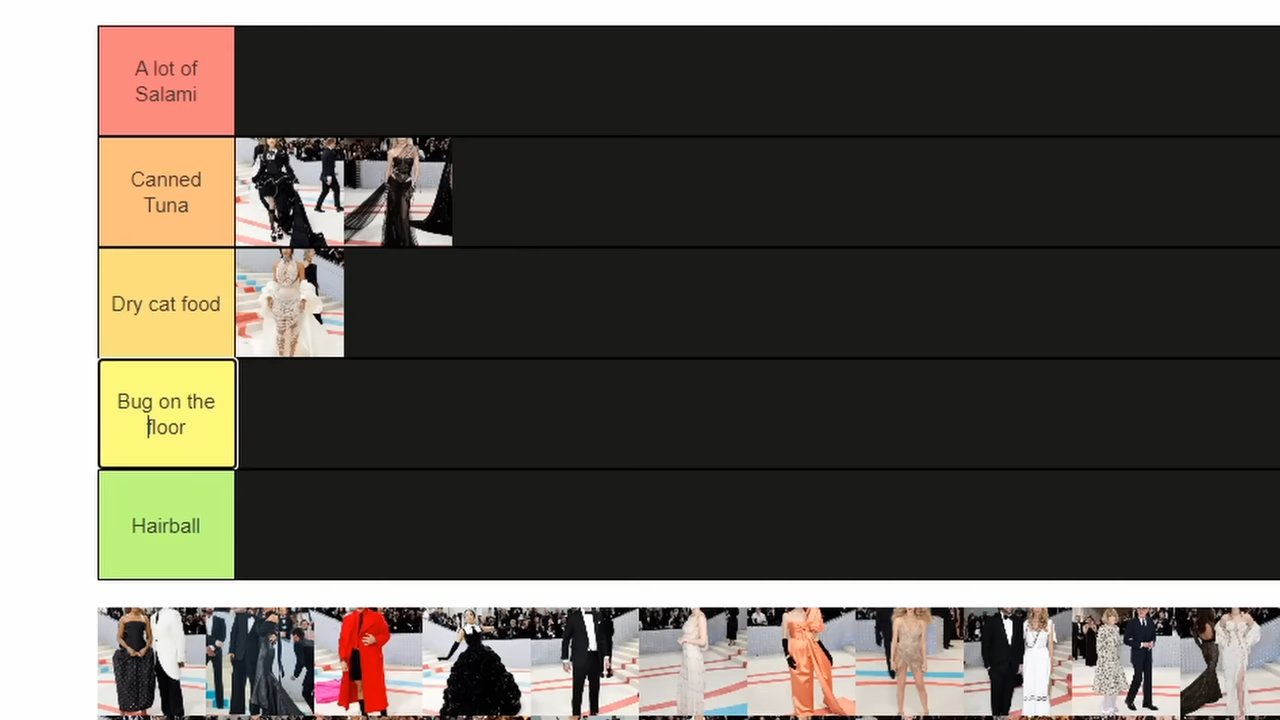 A lot of
Salami
Canned
Tuna
Dry cat food
Bug on the
floor
Hairball